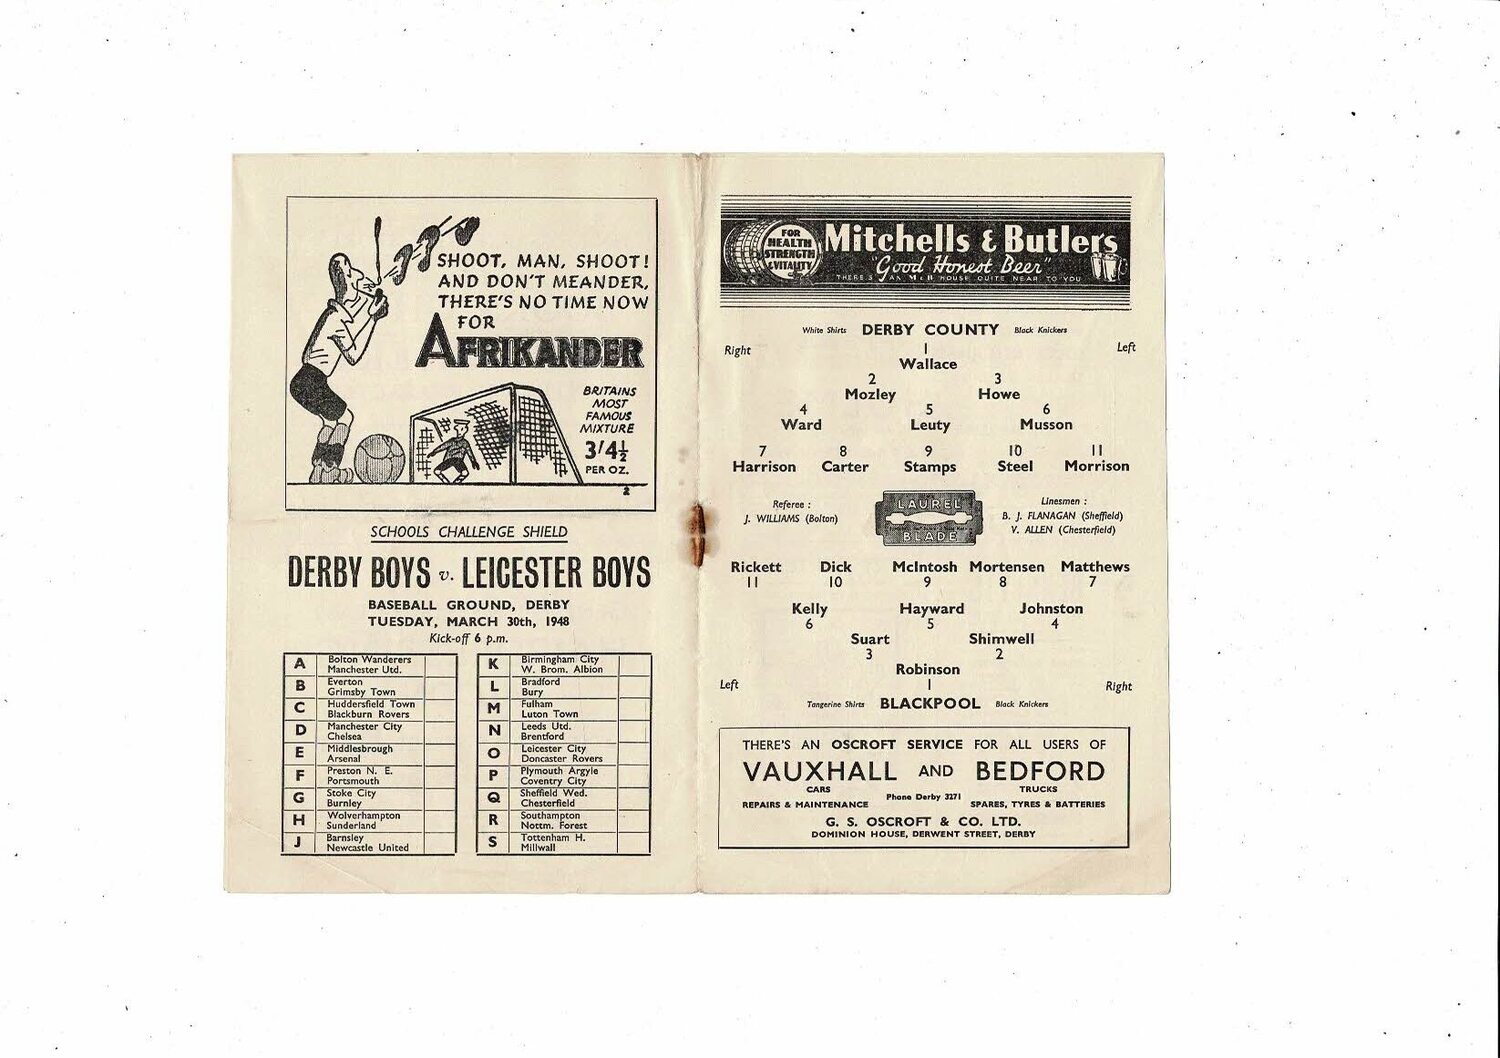 SHOOT, MAN, SHOOT!
AND DON'T MEANDER,
THERE'S NO TIME NOW
FOR
AFRIKANDER
BRITAINS
MOST
FAMOUS
MIXTURE
3/4½
PER OZ.
2
SCHOOLS CHALLENGE SHIELD
DERBY BOYS v. LEICESTER BOYS
BASEBALL GROUND, DERBY
TUESDAY, MARCH 30th, 1948
Kick-off 6 p.m.
A Bolton Wanderers
Manchester Utd.
B Everton
Grimsby Town
C Huddersfield Town
Blackburn Rovers
D Manchester City
Chelsea
E Middlesbrough
Arsenal
F Preston N. E.
Portsmouth
G Stoke City
Burnley
H Wolverhampton
Sunderland
J Barnsley
Newcastle United
K Birmingham City
W. Brom. Albion
L Bradford
Bury
M Fulham
Luton Town
N Leeds Utd.
Brentford
O Leicester City
Doncaster Rovers
P Plymouth Argyle
Coventry City
Q Sheffield Wed.
Chesterfield
R Southampton
Nottm. Forest
S Tottenham H.
Millwall
FOR
HEALTH
STRENGTH
& VITALITY
Mitchells & Butlers
"Good Honest Beer"
THERE'S AN M & B HOUSE QUITE NEAR TO YOU
White Shirts DERBY COUNTY Black Knickers
Right 1 Left
Wallace
2 3
Mozley Howe
4 5 6
Ward Leuty Musson
7 8 9 10 11
Harrison Carter Stamps Steel Morrison
Referee :
J. WILLIAMS (Bolton)
LAUREL
BLADE
Linesmen :
B. J. FLANAGAN (Sheffield)
V. ALLEN (Chesterfield)
Rickett Dick McIntosh Mortensen Matthews
11 10 9 8 7
Kelly Hayward Johnston
6 5 4
Suart Shimwell
3 2
Robinson
Left 1 Right
Tangerine Shirts BLACKPOOL Black Knickers
THERE'S AN OSCROFT SERVICE FOR ALL USERS OF
VAUXHALL AND BEDFORD
CARS TRUCKS
REPAIRS & MAINTENANCE Phone Derby 3271 SPARES, TYRES & BATTERIES
G. S. OSCROFT & CO. LTD.
DOMINION HOUSE, DERWENT STREET, DERBY